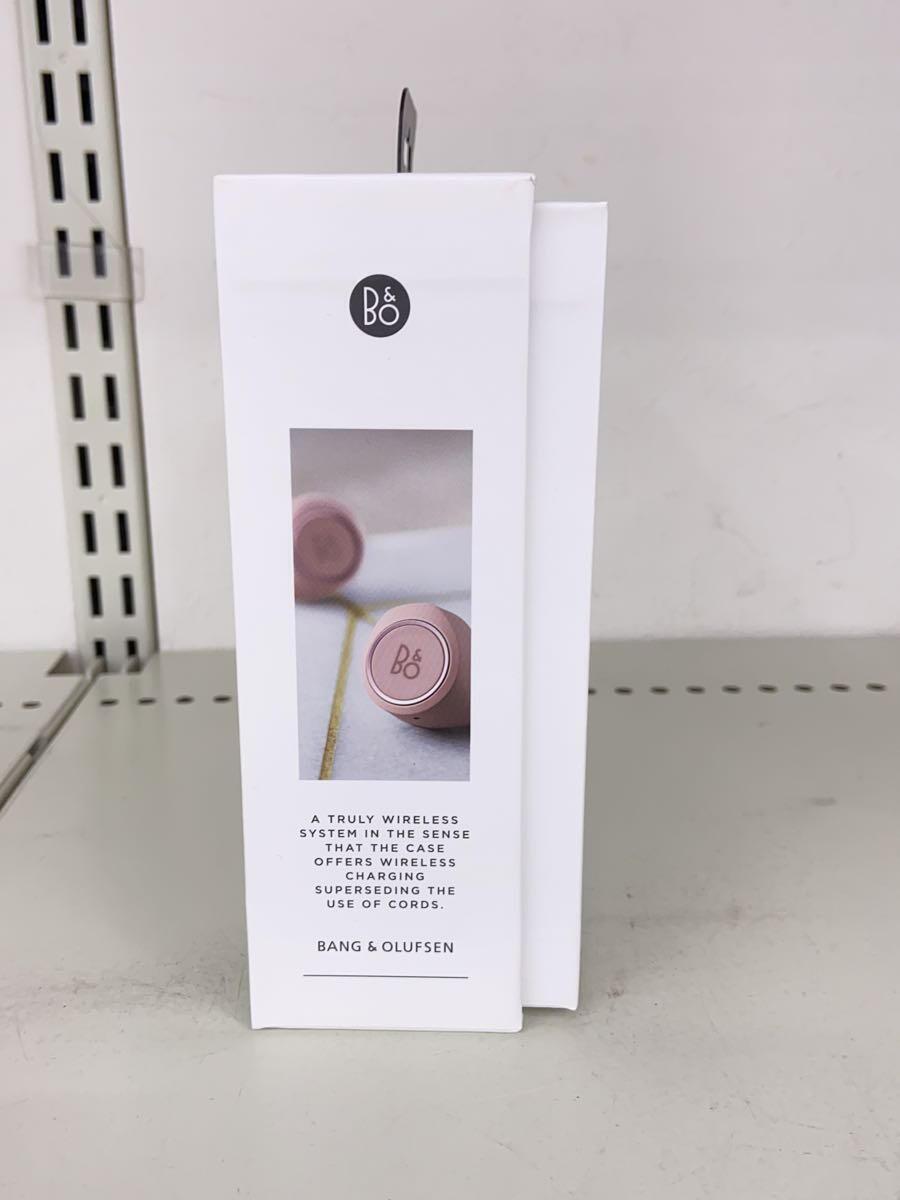 B&O
B&O
A TRULY WIRELESS
SYSTEM IN THE SENSE
THAT THE CASE
OFFERS WIRELESS
CHARGING
SUPERSEDING THE
USE OF CORDS.
BANG & OLUFSEN